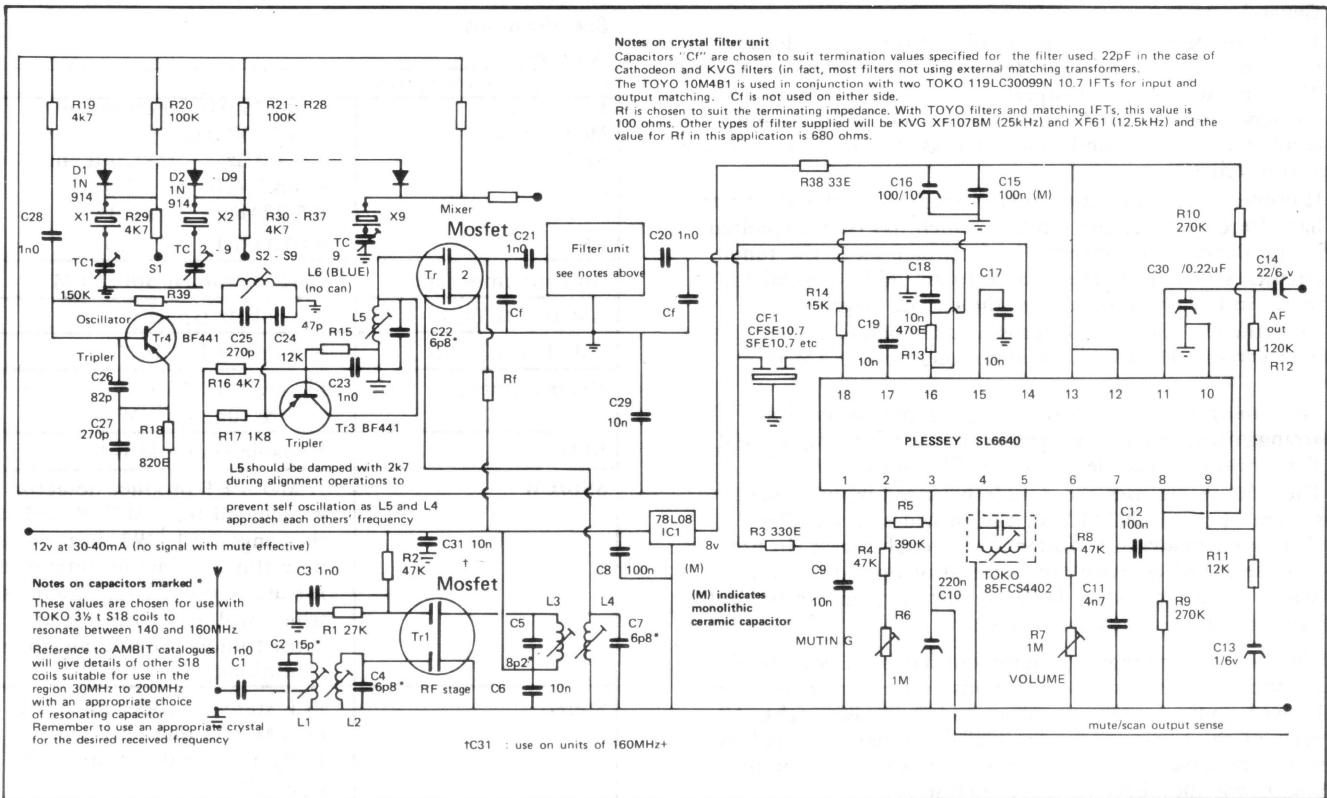 Notes on crystal filter unit
Capacitors "Cf" are chosen to suit termination values specified for the filter used. 22pF in the case of
Cathodeon and KVG filters (in fact, most filters not using external matching transformers.
The TOYO 10M4B1 is used in conjunction with two TOKO 119LC30099N 10.7 IFTs for input and
output matching. Cf is not used on either side.
Rf is chosen to suit the terminating impedance. With TOYO filters and matching IFTs, this value is
100 ohms. Other types of filter supplied will be KVG XF107BM (25kHz) and XF61 (12.5kHz) and the
value for Rf in this application is 680 ohms.
R19
4k7
R20
100K
R21 - R28
100K
D1
1N
914
D2 - D9
1N
914
C28
1n0
X1
R29
4K7
X2
R30 - R37
4K7
X9
TC1
TC 2 - 9
S1
S2 - S9
TC
9
Mixer
Mosfet
Tr
2
C21
1n0
Filter unit
see notes above
C20 1n0
Cf
Cf
R38 33E
C16
100/10
C15
100n (M)
R10
270K
C14
22/6 v
C30 /0.22uF
AF
out
120K
R12
150K
R39
L6 (BLUE)
(no can)
Oscillator
Tr4
BF441
C25
270p
C24
47p
R15
12K
L5
C22
6p8*
Tripler
C26
82p
C27
270p
R18
820E
R16 4K7
C23
1n0
R17 1K8
Tr3 BF441
Tripler
Rf
C29
10n
CF1
CFSE10.7
SFE10.7 etc
R14
15K
C19
10n
C18
10n
470E
R13
C17
10n
18
17
16
15
14
13
12
11
10
PLESSEY SL6640
1
2
3
4
5
6
7
8
9
L5 should be damped with 2k7
during alignment operations to
prevent self oscillation as L5 and L4
approach each others' frequency
12v at 30-40mA (no signal with mute effective)
Notes on capacitors marked *
These values are chosen for use with
TOKO 3½ t S18 coils to
resonate between 140 and 160MHz
Reference to AMBIT catalogues
will give details of other S18
coils suitable for use in the
region 30MHz to 200MHz
with an appropriate choice
of resonating capacitor
Remember to use an appropriate crystal
for the desired received frequency
1n0
C1
C2 15p*
L1
L2
C4
6p8*
C3 1n0
R1 27K
R2
47K
C31 10n
†
Mosfet
Tr1
RF stage
C5
8p2*
C6
10n
L3
L4
C7
6p8*
C8
100n
(M)
78L08
IC1
8v
(M) indicates
monolithic
ceramic capacitor
R3 330E
C9
10n
R4
47K
R5
390K
R6
1M
MUTING
220n
C10
TOKO
85FCS4402
R8
47K
R7
1M
VOLUME
C12
100n
C11
4n7
R9
270K
R11
12K
C13
1/6v
mute/scan output sense
†C31 : use on units of 160MHz+